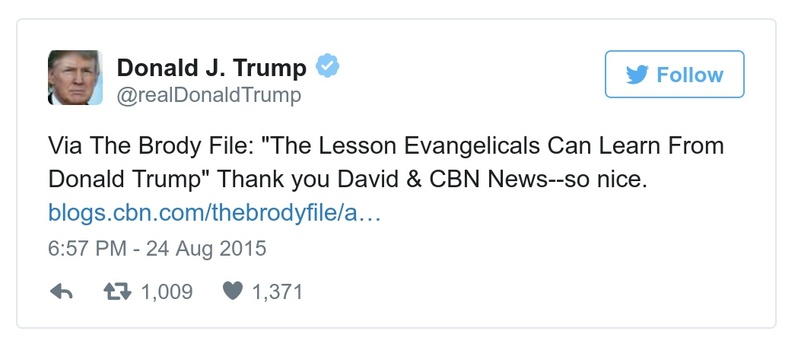 Donald J. Trump
@realDonaldTrump
Follow
Via The Brody File: "The Lesson Evangelicals Can Learn From
Donald Trump" Thank you David & CBN News--so nice.
blogs.cbn.com/thebrodyfile/a…
6:57 PM - 24 Aug 2015
1,009 1,371